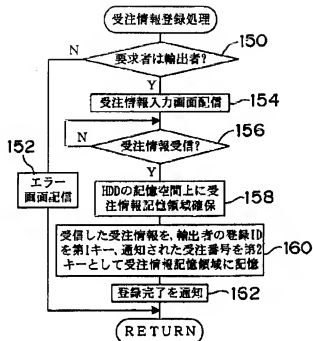 受注情報登録処理
150
N
要求者は輸出者?
Y
154
受注情報入力画面配信
156
N
受注情報受信?
152
Y
エラー
画面配信
HDDの記憶空間上に受
注情報記憶領域確保
158
受信した受注情報を、輸出者の登録ID
を第1キー、通知された受注番号を第2
キーとして受注情報記憶領域に記憶
160
162
登録完了を通知
RETURN